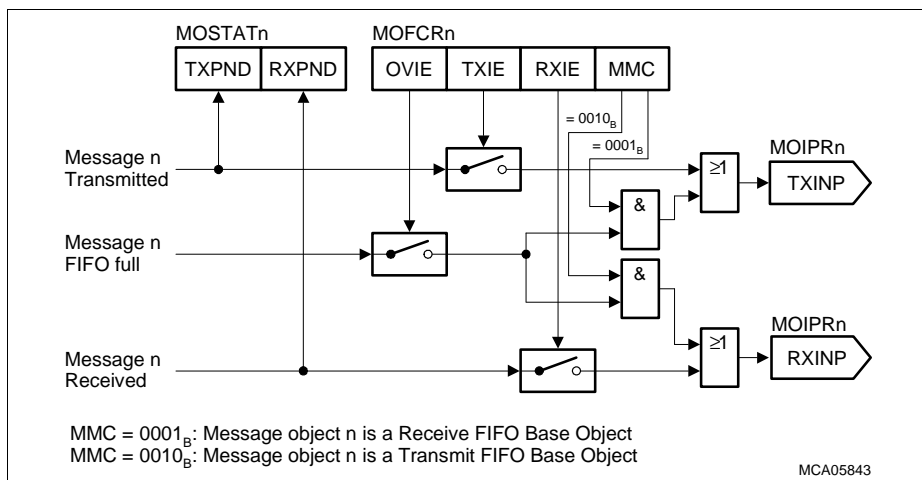 MOSTATn
MOFCRn
TXPND RXPND
OVIE TXIE RXIE MMC
= 0010B
= 0001B
Message n
Transmitted
≥1
MOIPRn
TXINP
&
Message n
FIFO full
&
MOIPRn
≥1
RXINP
Message n
Received
MMC = 0001B: Message object n is a Receive FIFO Base Object
MMC = 0010B: Message object n is a Transmit FIFO Base Object
MCA05843